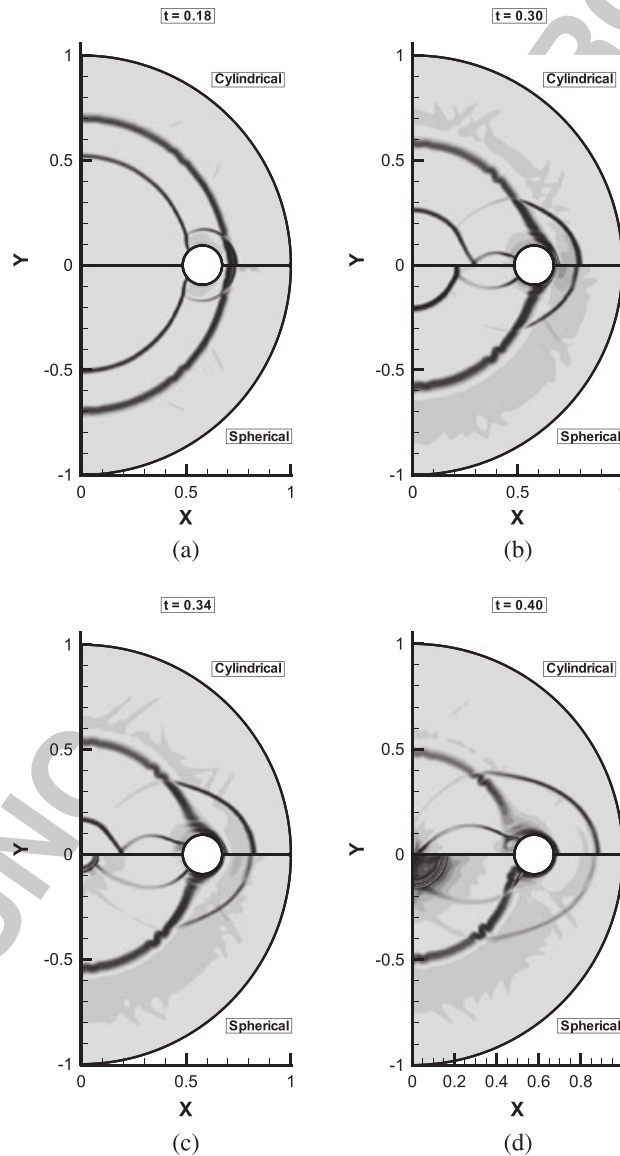 t = 0.18
1
Cylindrical
0.5
Y
0
-0.5
Spherical
-1
0 0.5 1
X
(a)
t = 0.30
1
Cylindrical
0.5
Y
0
-0.5
Spherical
-1
0 0.5
X
(b)
t = 0.34
1
Cylindrical
0.5
Y
0
-0.5
Spherical
-1
0 0.5 1
X
(c)
t = 0.40
1
Cylindrical
0.5
Y
0
-0.5
Spherical
-1
0 0.2 0.4 0.6 0.8
X
(d)